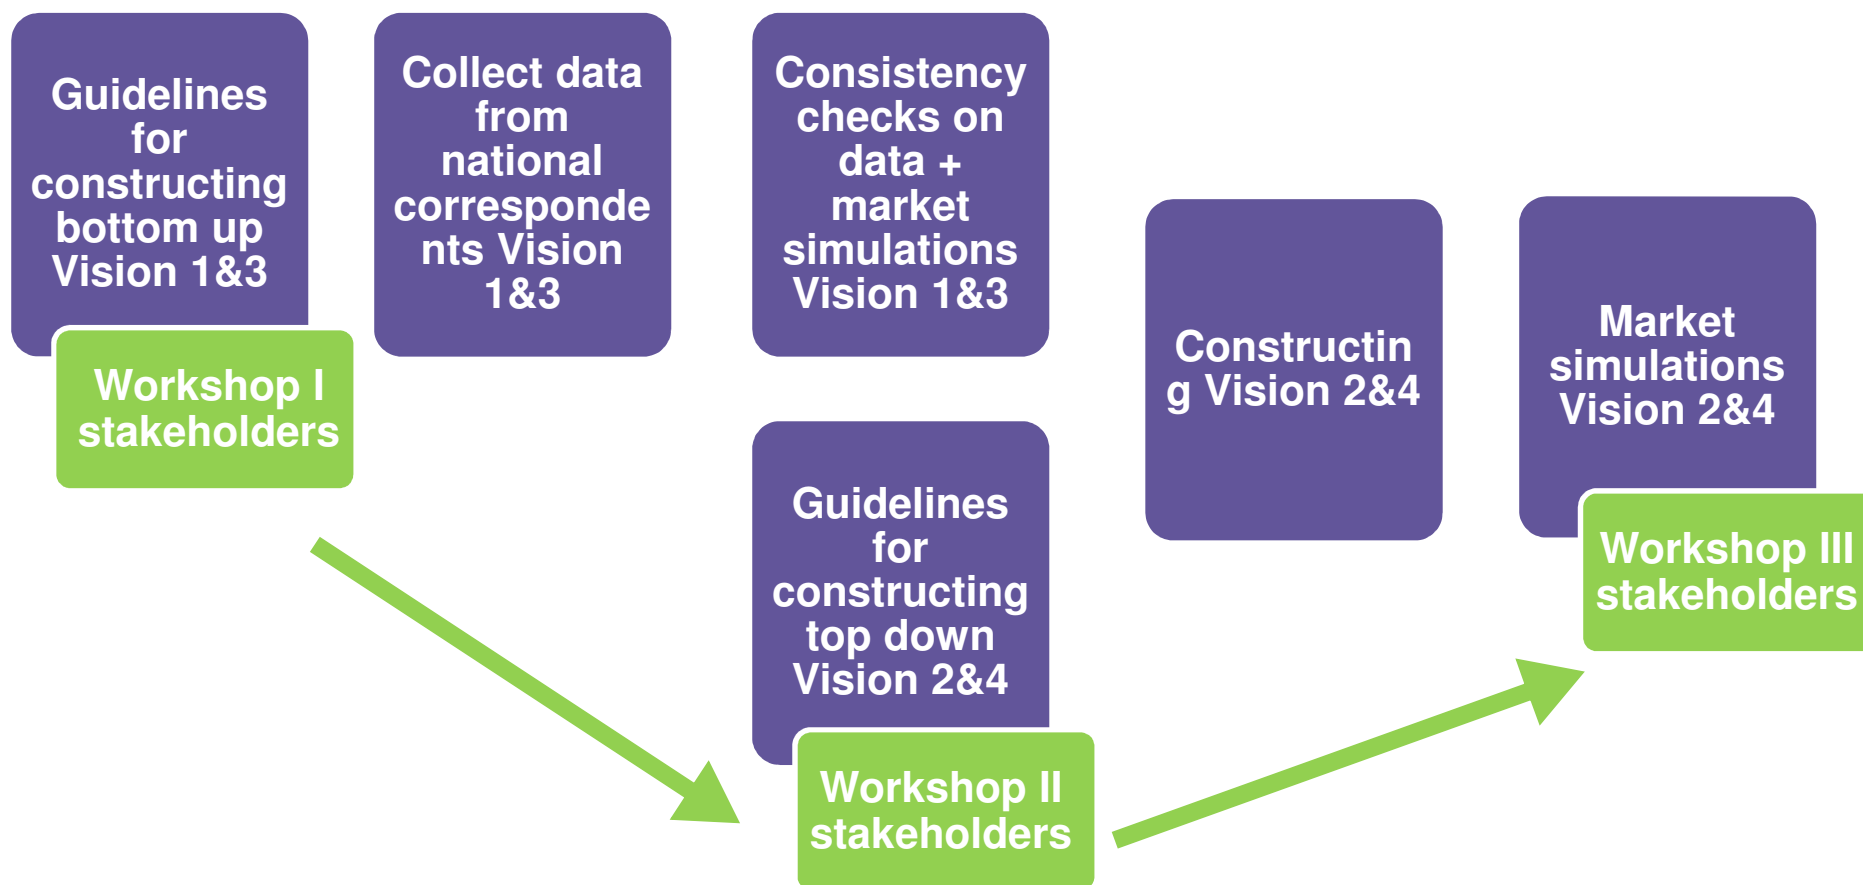 Guidelines
for
constructing
bottom up
Vision 1&3
Workshop I
stakeholders
Collect data
from
national
corresponde
nts Vision
1&3
Consistency
checks on
data +
market
simulations
Vision 1&3
Guidelines
for
constructing
top down
Vision 2&4
Workshop II
stakeholders
Constructin
g Vision 2&4
Market
simulations
Vision 2&4
Workshop III
stakeholders